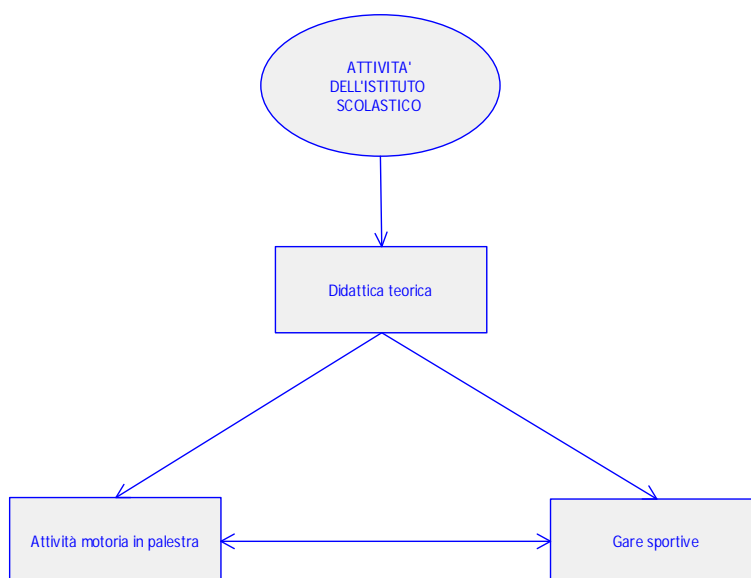 ATTIVITA'
DELL'ISTITUTO
SCOLASTICO
Didattica teorica
Attività motoria in palestra
Gare sportive